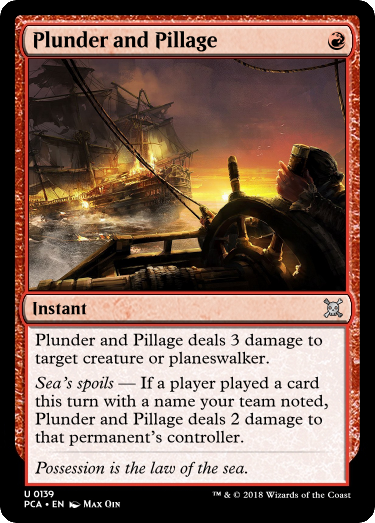 Plunder and Pillage
Instant
Plunder and Pillage deals 3 damage to
target creature or planeswalker.
Sea's spoils — If a player played a card
this turn with a name your team noted,
Plunder and Pillage deals 2 damage to
that permanent's controller.
Possession is the law of the sea.
U 0139
PCA • EN Max Oin
™ & © 2018 Wizards of the Coast